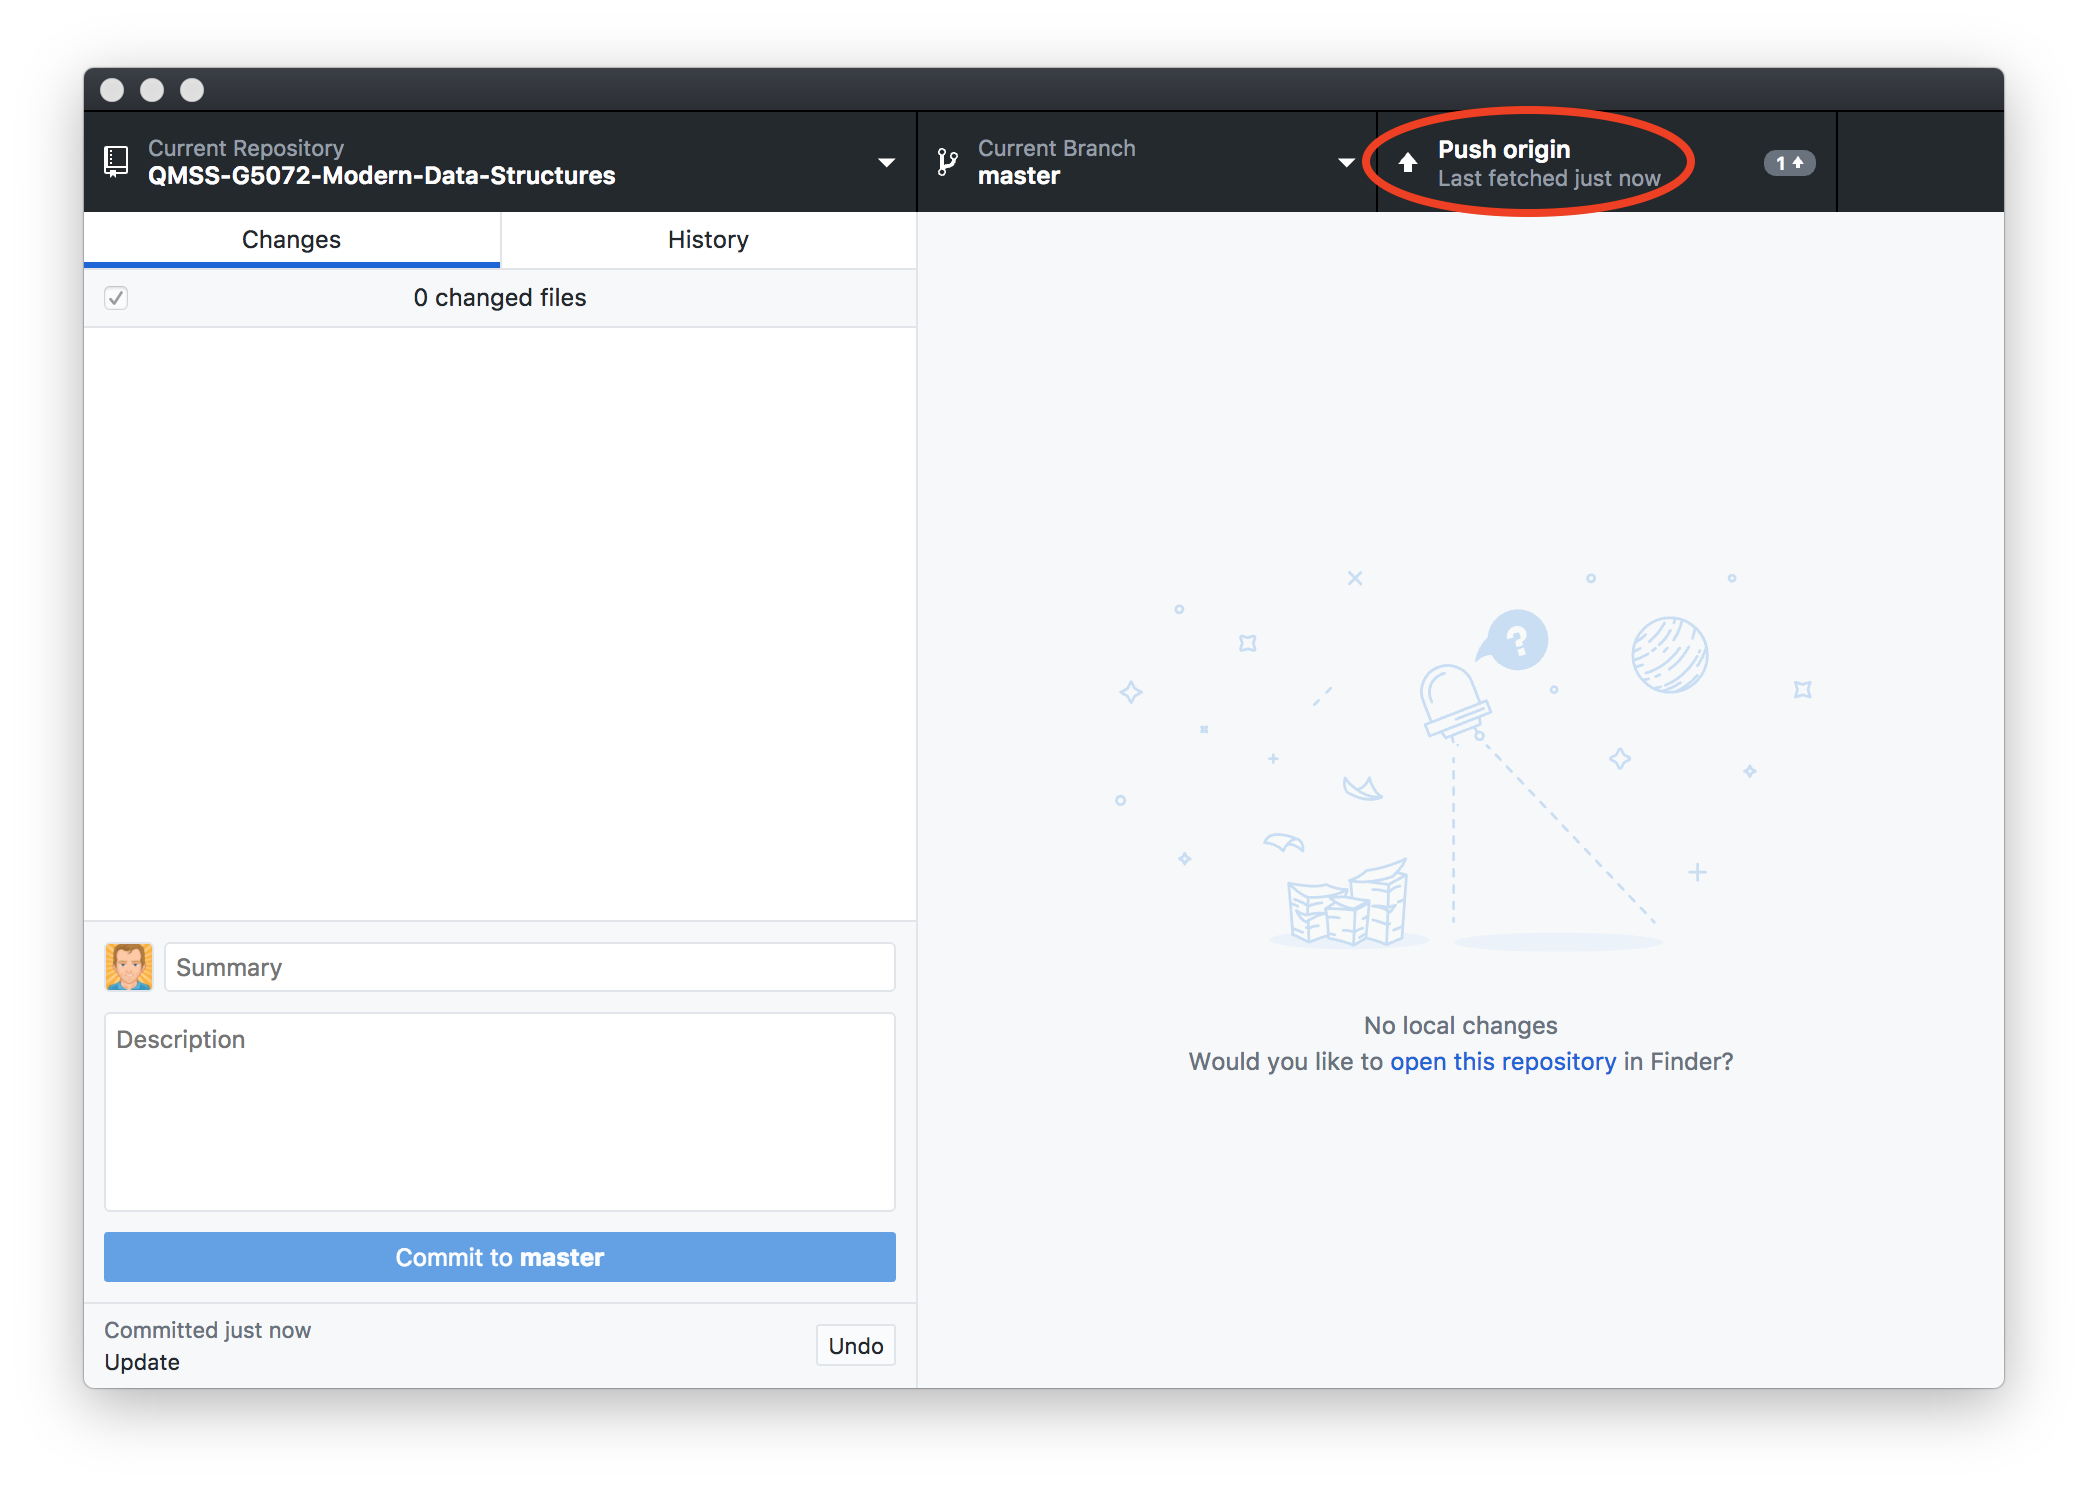 Current Repository
QMSS-G5072-Modern-Data-Structures
Current Branch
master
Push origin
Last fetched just now
1
Changes
History
0 changed files
?
Summary
Description
No local changes
Would you like to open this repository in Finder?
Commit to master
Committed just now
Update
Undo